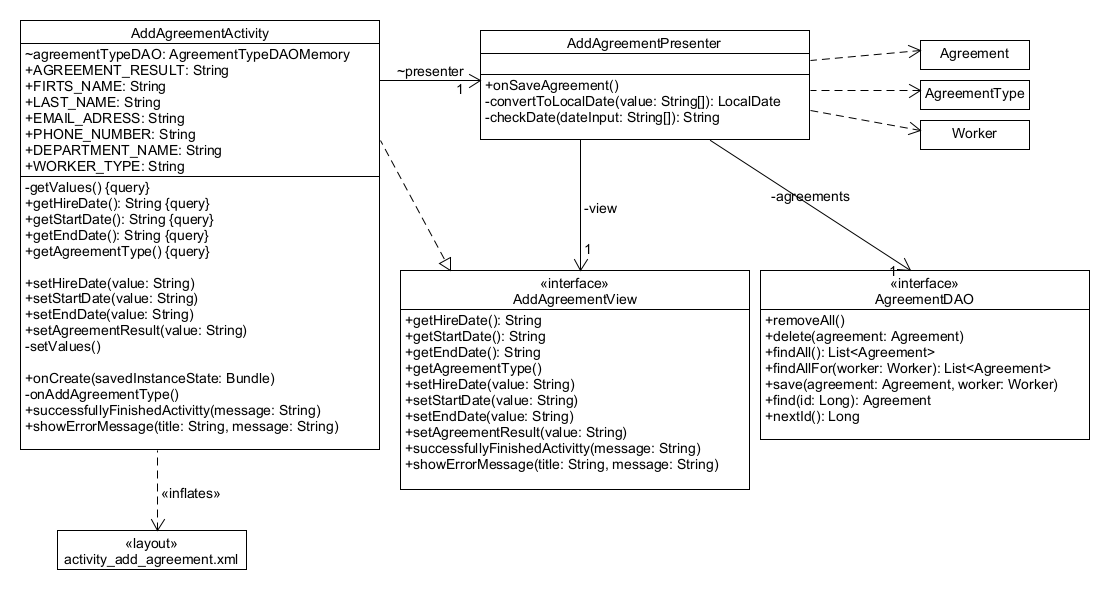 AddAgreementActivity
~agreementTypeDAO: AgreementTypeDAOMemory
+AGREEMENT_RESULT: String
+FIRTS_NAME: String
+LAST_NAME: String
+EMAIL_ADRESS: String
+PHONE_NUMBER: String
+DEPARTMENT_NAME: String
+WORKER_TYPE: String
-getValues() {query}
+getHireDate(): String {query}
+getStartDate(): String {query}
+getEndDate(): String {query}
+getAgreementType() {query}
+setHireDate(value: String)
+setStartDate(value: String)
+setEndDate(value: String)
+setAgreementResult(value: String)
-setValues()
+onCreate(savedInstanceState: Bundle)
-onAddAgreementType()
+successfullyFinishedActivitty(message: String)
+showErrorMessage(title: String, message: String)
~presenter
1
AddAgreementPresenter
+onSaveAgreement()
-convertToLocalDate(value: String[]): LocalDate
-checkDate(dateInput: String[]): String
Agreement
AgreementType
Worker
-view
1
-agreements
1
«interface»
AddAgreementView
+getHireDate(): String
+getStartDate(): String
+getEndDate(): String
+getAgreementType()
+setHireDate(value: String)
+setStartDate(value: String)
+setEndDate(value: String)
+setAgreementResult(value: String)
+successfullyFinishedActivitty(message: String)
+showErrorMessage(title: String, message: String)
«interface»
AgreementDAO
+removeAll()
+delete(agreement: Agreement)
+findAll(): List<Agreement>
+findAllFor(worker: Worker): List<Agreement>
+save(agreement: Agreement, worker: Worker)
+find(id: Long): Agreement
+nextId(): Long
«inflates»
«layout»
activity_add_agreement.xml